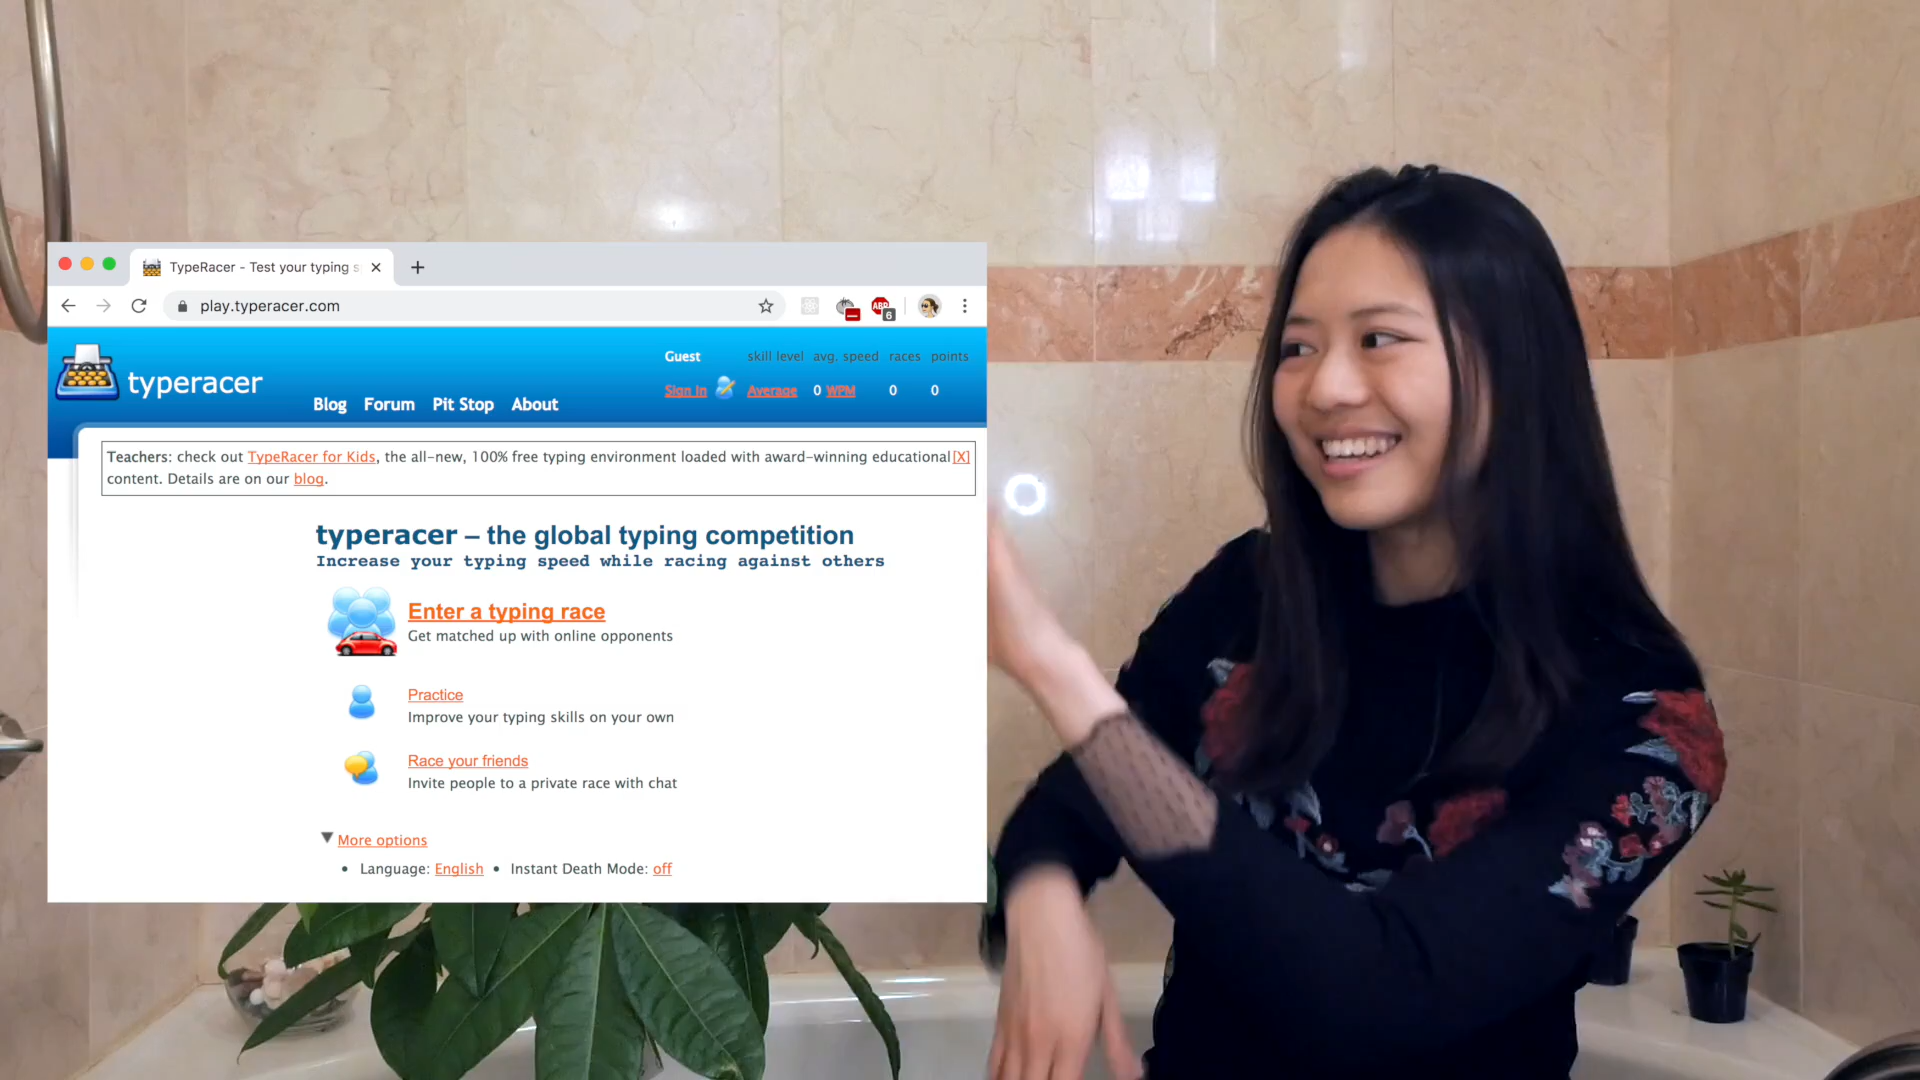 TypeRacer - Test your typing s
play.typeracer.com
ABP
6
typeracer
Blog Forum Pit Stop About
Guest skill level avg. speed races points
Sign In Average 0 WPM 0 0
Teachers: check out TypeRacer for Kids, the all-new, 100% free typing environment loaded with award-winning educational [X]
content. Details are on our blog.
typeracer – the global typing competition
Increase your typing speed while racing against others
Enter a typing race
Get matched up with online opponents
Practice
Improve your typing skills on your own
Race your friends
Invite people to a private race with chat
More options
• Language: English • Instant Death Mode: off